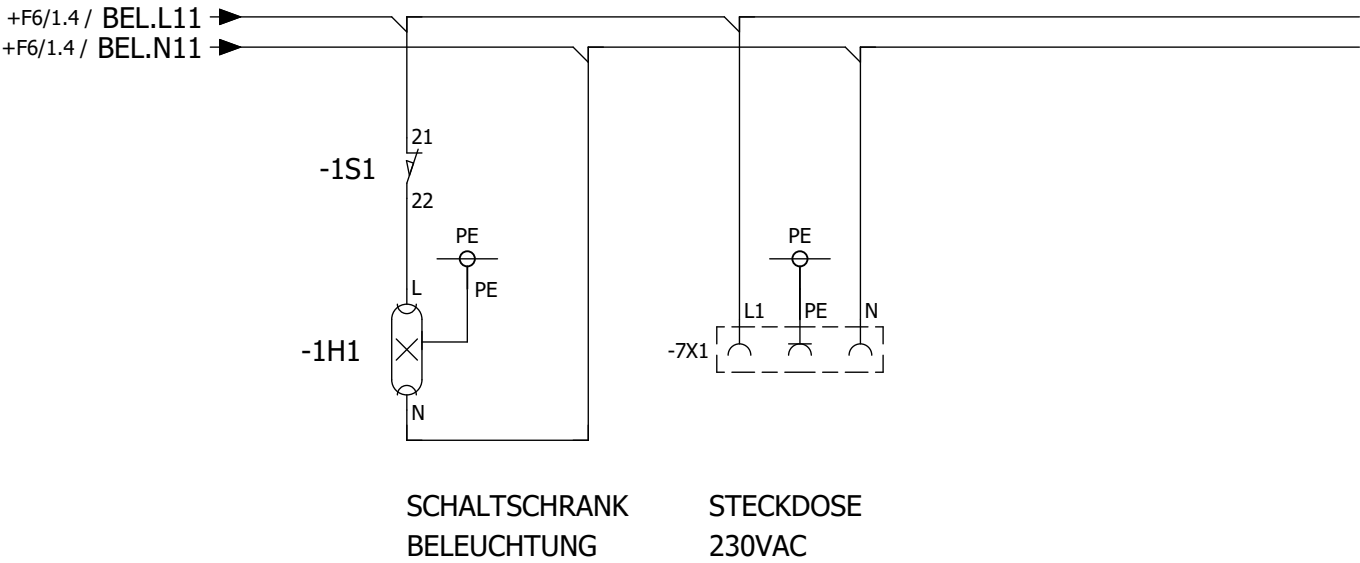 +F6/1.4 / BEL.L11
+F6/1.4 / BEL.N11
21
-1S1
22
PE
PE
L
PE
L1
PE
N
-1H1
-7X1
N
SCHALTSCHRANK
BELEUCHTUNG
STECKDOSE
230VAC